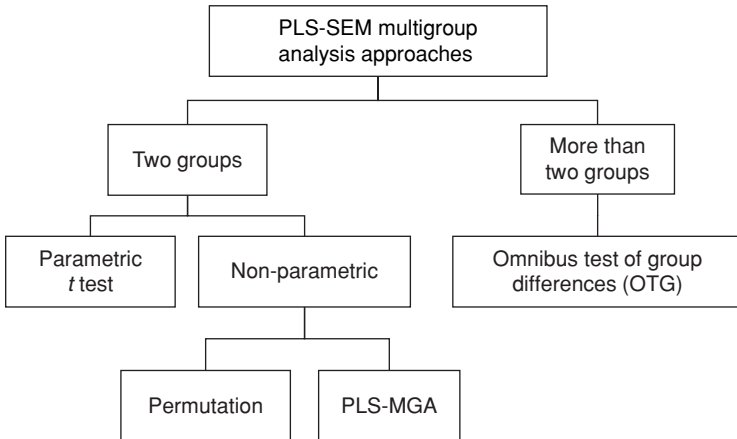 PLS-SEM multigroup
analysis approaches
Two groups
More than
two groups
Parametric
t test
Non-parametric
Omnibus test of group
differences (OTG)
Permutation
PLS-MGA